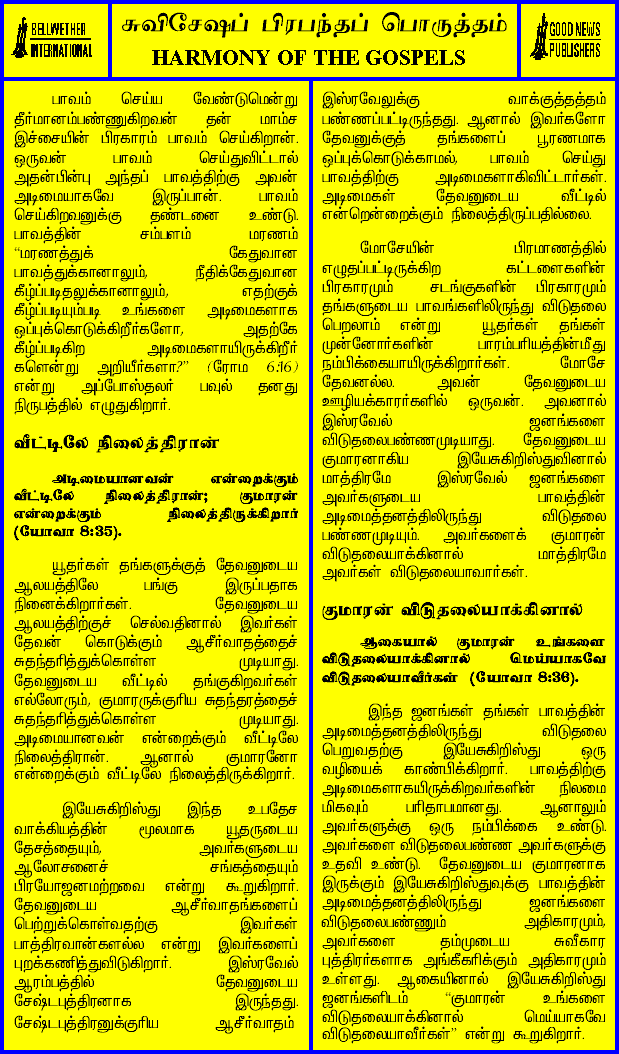 BELLWETHER
INTERNATIONAL
சுவிசேஷப் பிரபந்தப் பொருத்தம்
HARMONY OF THE GOSPELS
GOOD NEWS
PUBLISHERS
பாவம் செய்ய வேண்டுமென்று
தீர்மானம்பண்ணுகிறவன் தன் மாம்ச
இச்சையின் பிரகாரம் பாவம் செய்கிறான்.
ஒருவன் பாவம் செய்துவிட்டால்
அதன்பின்பு அந்தப் பாவத்திற்கு அவன்
அடிமையாகவே இருப்பான். பாவம்
செய்கிறவனுக்கு தண்டனை உண்டு.
பாவத்தின் சம்பளம் மரணம்
“மரணத்துக் கேதுவான
பாவத்துக்கானாலும், நீதிக்கேதுவான
கீழ்ப்படிதலுக்கானாலும், எதற்குக்
கீழ்ப்படியும்படி உங்களை அடிமைகளாக
ஒப்புக்கொடுக்கிறீர்களோ, அதற்கே
கீழ்ப்படிகிற அடிமைகளாயிருக்கிறீர்
களென்று அறியீர்களா?” (ரோம 6:16)
என்று அப்போஸ்தலர் பவுல் தனது
நிருபத்தில் எழுதுகிறார்.
வீட்டிலே நிலைத்திரான்
அடிமையானவன் என்றைக்கும்
வீட்டிலே நிலைத்திரான்; குமாரன்
என்றைக்கும் நிலைத்திருக்கிறார்
(யோவா 8:35).
யூதர்கள் தங்களுக்குத் தேவனுடைய
ஆலயத்திலே பங்கு இருப்பதாக
நினைக்கிறார்கள். தேவனுடைய
ஆலயத்திற்குச் செல்வதினால் இவர்கள்
தேவன் கொடுக்கும் ஆசீர்வாதத்தைச்
சுதந்தரித்துக்கொள்ள முடியாது.
தேவனுடைய வீட்டில் தங்குகிறவர்கள்
எல்லோரும், குமாரருக்குரிய சுதந்தரத்தைச்
சுதந்தரித்துக்கொள்ள முடியாது.
அடிமையானவன் என்றைக்கும் வீட்டிலே
நிலைத்திரான். ஆனால் குமாரனோ
என்றைக்கும் வீட்டிலே நிலைத்திருக்கிறார்.
இயேசுகிறிஸ்து இந்த உபதேச
வாக்கியத்தின் மூலமாக யூதருடைய
தேசத்தையும், அவர்களுடைய
ஆலோசனைச் சங்கத்தையும்
பிரயோஜனமற்றவை என்று கூறுகிறார்.
தேவனுடைய ஆசீர்வாதங்களைப்
பெற்றுக்கொள்வதற்கு இவர்கள்
பாத்திரவான்களல்ல என்று இவர்களைப்
புறக்கணித்துவிடுகிறார். இஸ்ரவேல்
ஆரம்பத்தில் தேவனுடைய
சேஷ்டபுத்திரனாக இருந்தது.
சேஷ்டபுத்திரனுக்குரிய ஆசீர்வாதம்
இஸ்ரவேலுக்கு வாக்குத்தத்தம்
பண்ணப்பட்டிருந்தது. ஆனால் இவர்களோ
தேவனுக்குத் தங்களைப் பூரணமாக
ஒப்புக்கொடுக்காமல், பாவம் செய்து
பாவத்திற்கு அடிமைகளாகிவிட்டார்கள்.
அடிமைகள் தேவனுடைய வீட்டில்
என்றென்றைக்கும் நிலைத்திருப்பதில்லை.
மோசேயின் பிரமாணத்தில்
எழுதப்பட்டிருக்கிற கட்டளைகளின்
பிரகாரமும் சடங்குகளின் பிரகாரமும்
தங்களுடைய பாவங்களிலிருந்து விடுதலை
பெறலாம் என்று யூதர்கள் தங்கள்
முன்னோர்களின் பாரம்பரியத்தின்மீது
நம்பிக்கையாயிருக்கிறார்கள். மோசே
தேவனல்ல. அவன் தேவனுடைய
ஊழியக்காரர்களில் ஒருவன். அவனால்
இஸ்ரவேல் ஜனங்களை
விடுதலைபண்ணமுடியாது. தேவனுடைய
குமாரனாகிய இயேசுகிறிஸ்துவினால்
மாத்திரமே இஸ்ரவேல் ஜனங்களை
அவர்களுடைய பாவத்தின்
அடிமைத்தனத்திலிருந்து விடுதலை
பண்ணமுடியும். அவர்களைக் குமாரன்
விடுதலையாக்கினால் மாத்திரமே
அவர்கள் விடுதலையாவார்கள்.
குமாரன் விடுதலையாக்கினால்
ஆகையால் குமாரன் உங்களை
விடுதலையாக்கினால் மெய்யாகவே
விடுதலையாவீர்கள் (யோவா 8:36).
இந்த ஜனங்கள் தங்கள் பாவத்தின்
அடிமைத்தனத்திலிருந்து விடுதலை
பெறுவதற்கு இயேசுகிறிஸ்து ஒரு
வழியைக் காண்பிக்கிறார். பாவத்திற்கு
அடிமைகளாகயிருக்கிறவர்களின் நிலமை
மிகவும் பரிதாபமானது. ஆனாலும்
அவர்களுக்கு ஒரு நம்பிக்கை உண்டு.
அவர்களை விடுதலைபண்ண அவர்களுக்கு
உதவி உண்டு. தேவனுடைய குமாரனாக
இருக்கும் இயேசுகிறிஸ்துவுக்கு பாவத்தின்
அடிமைத்தனத்திலிருந்து ஜனங்களை
விடுதலைபண்ணும் அதிகாரமும்,
அவர்களை தம்முடைய சுவீகார
புத்திரர்களாக அங்கீகரிக்கும் அதிகாரமும்
உள்ளது. ஆகையினால் இயேசுகிறிஸ்து
ஜனங்களிடம் “குமாரன் உங்களை
விடுதலையாக்கினால் மெய்யாகவே
விடுதலையாவீர்கள்” என்று கூறுகிறார்.